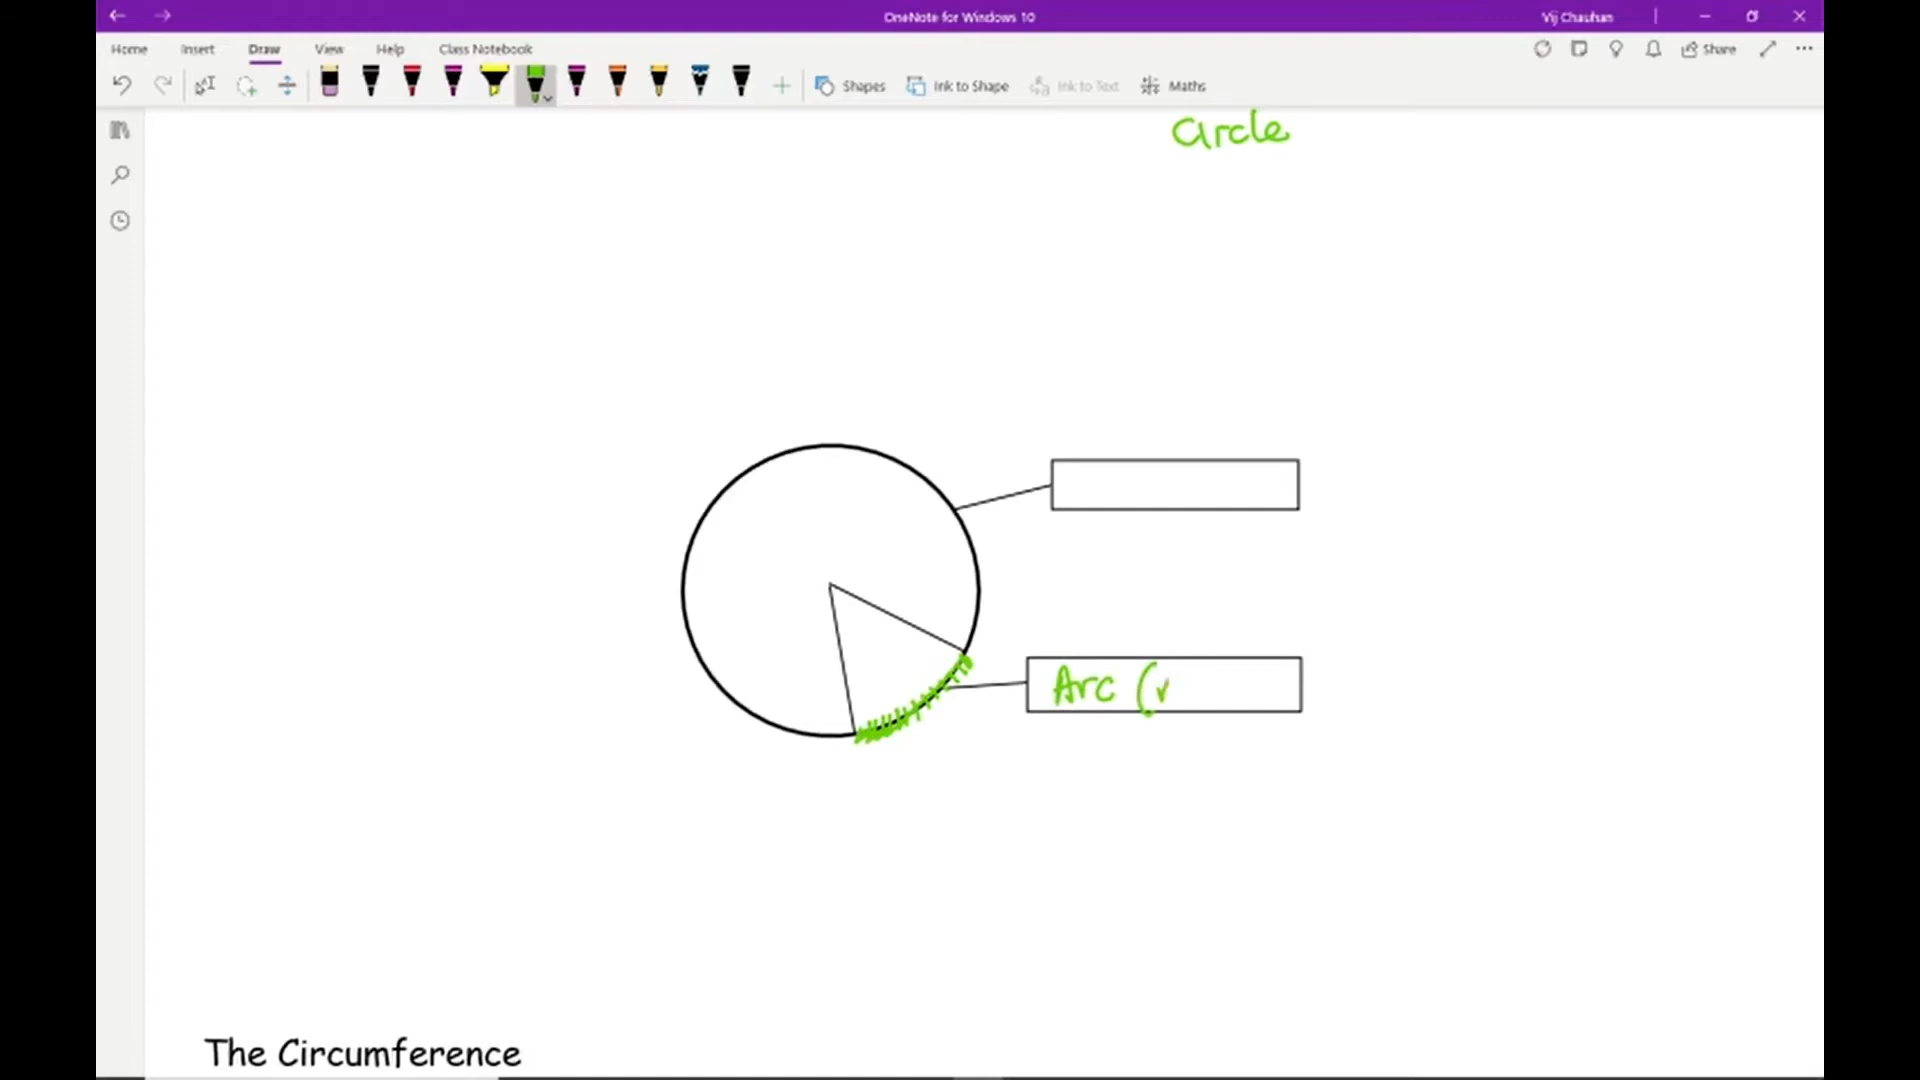 OneNote for Windows 10
Vij Chauhan
Home Insert Draw View Help Class Notebook
Share
Shapes Ink to Shape Ink to Text Maths
Circle
Arc (
The Circumference